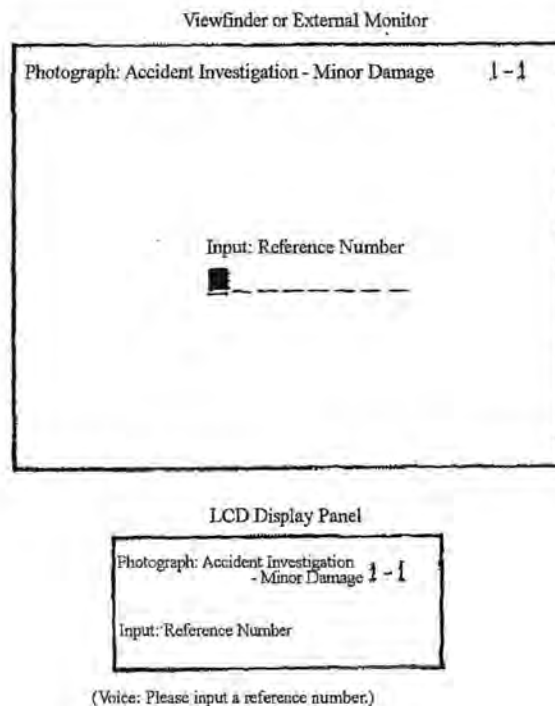 Viewfinder or External Monitor
Photograph: Accident Investigation - Minor Damage 1-1
Input: Reference Number
LCD Display Panel
Photograph: Accident Investigation
- Minor Damage 1-1
Input: Reference Number
(Voice: Please input a reference number.)